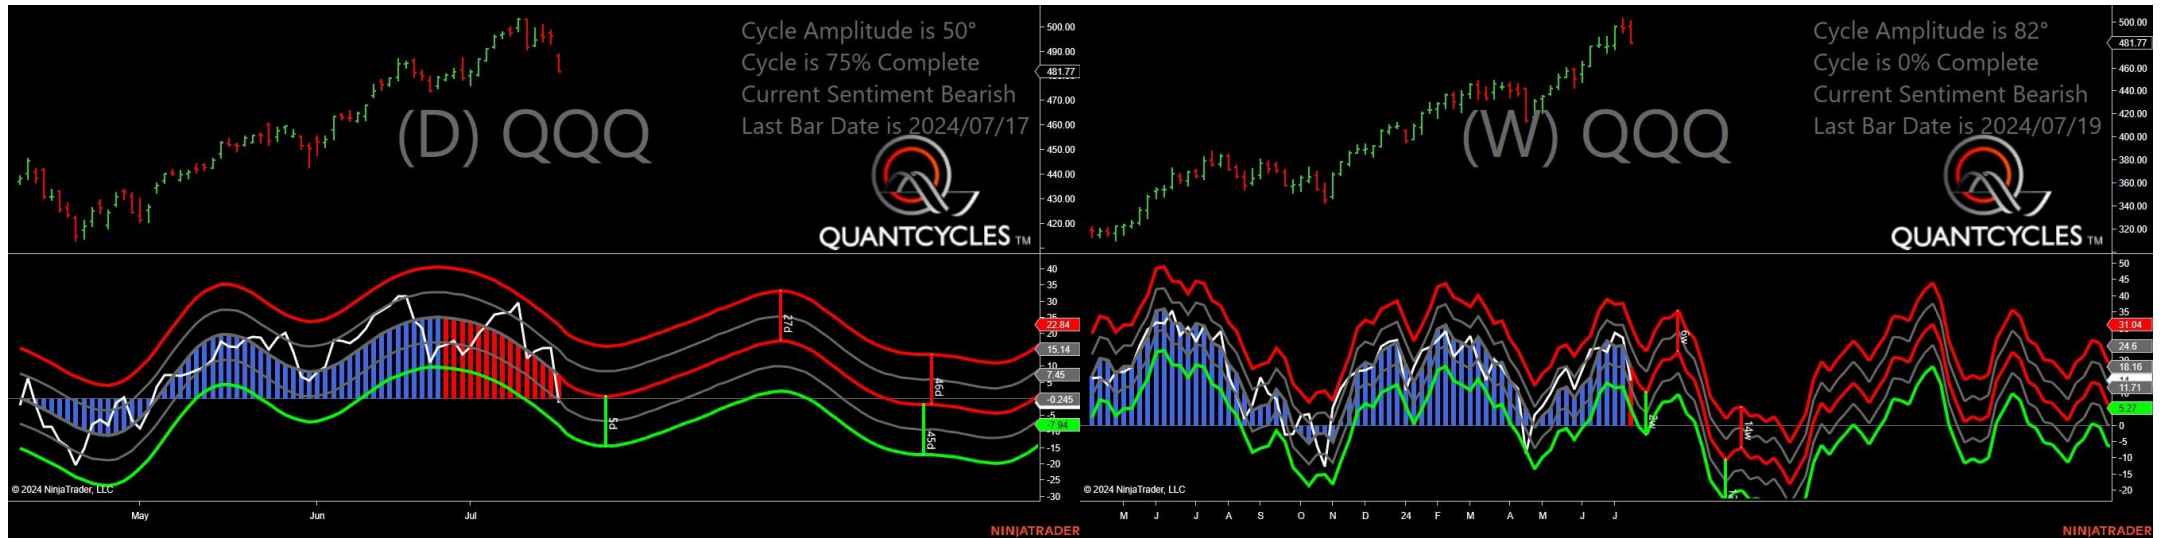 Cycle Amplitude is 50°
Cycle is 75% Complete
Current Sentiment Bearish
Last Bar Date is 2024/07/17
(D) QQQ
QUANTCYCLES TM
500.00
490.00
481.77
470.00
460.00
450.00
440.00
430.00
420.00
40
35
30
25
22.84
15.14
10
7.45
-0.245
-7.94
-10
-15
-20
-25
-30
27d
46d
5d
45d
© 2024 NinjaTrader, LLC
May
Jun
Jul
NINJATRADER
Cycle Amplitude is 82°
Cycle is 0% Complete
Current Sentiment Bearish
Last Bar Date is 2024/07/19
(W) QQQ
QUANTCYCLES TM
500.00
481.77
460.00
440.00
420.00
400.00
380.00
360.00
340.00
320.00
50
45
40
35
31.04
24.6
18.16
11.71
5.27
0
-5
-10
-15
-20
6w
14w
© 2024 NinjaTrader, LLC
M J J A S O N D 24 F M A M J J
NINJATRADER